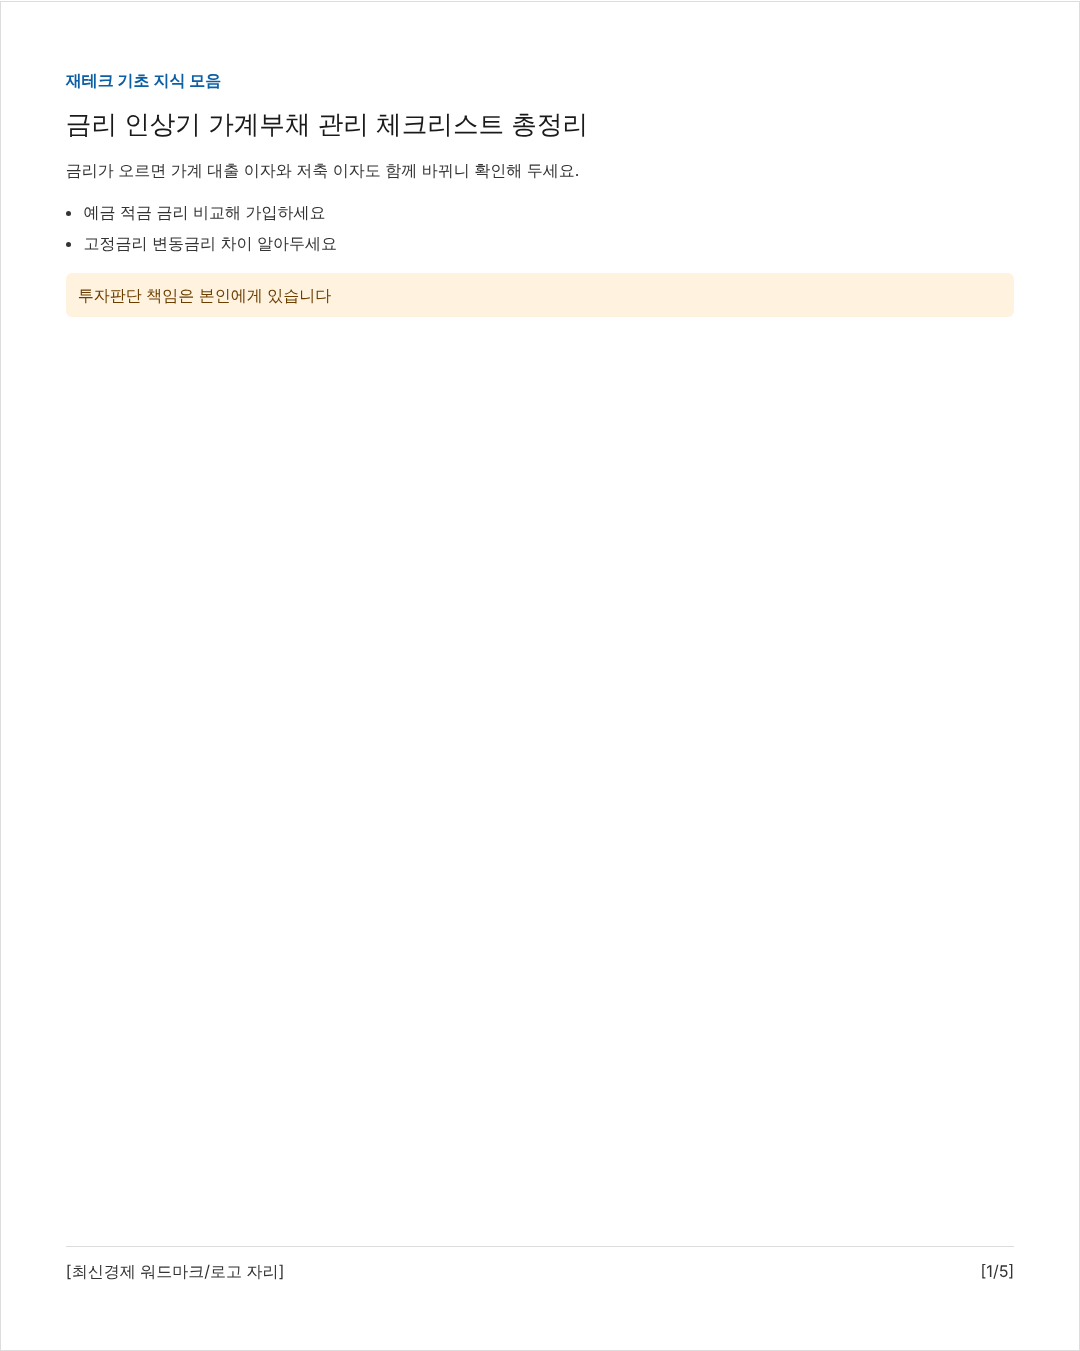 재테크 기초 지식 모음
금리 인상기 가계부채 관리 체크리스트 총정리
금리가 오르면 가계 대출 이자와 저축 이자도 함께 바뀌니 확인해 두세요.
• 예금 적금 금리 비교해 가입하세요
• 고정금리 변동금리 차이 알아두세요
투자판단 책임은 본인에게 있습니다
[최신경제 워드마크/로고 자리] [1/5]